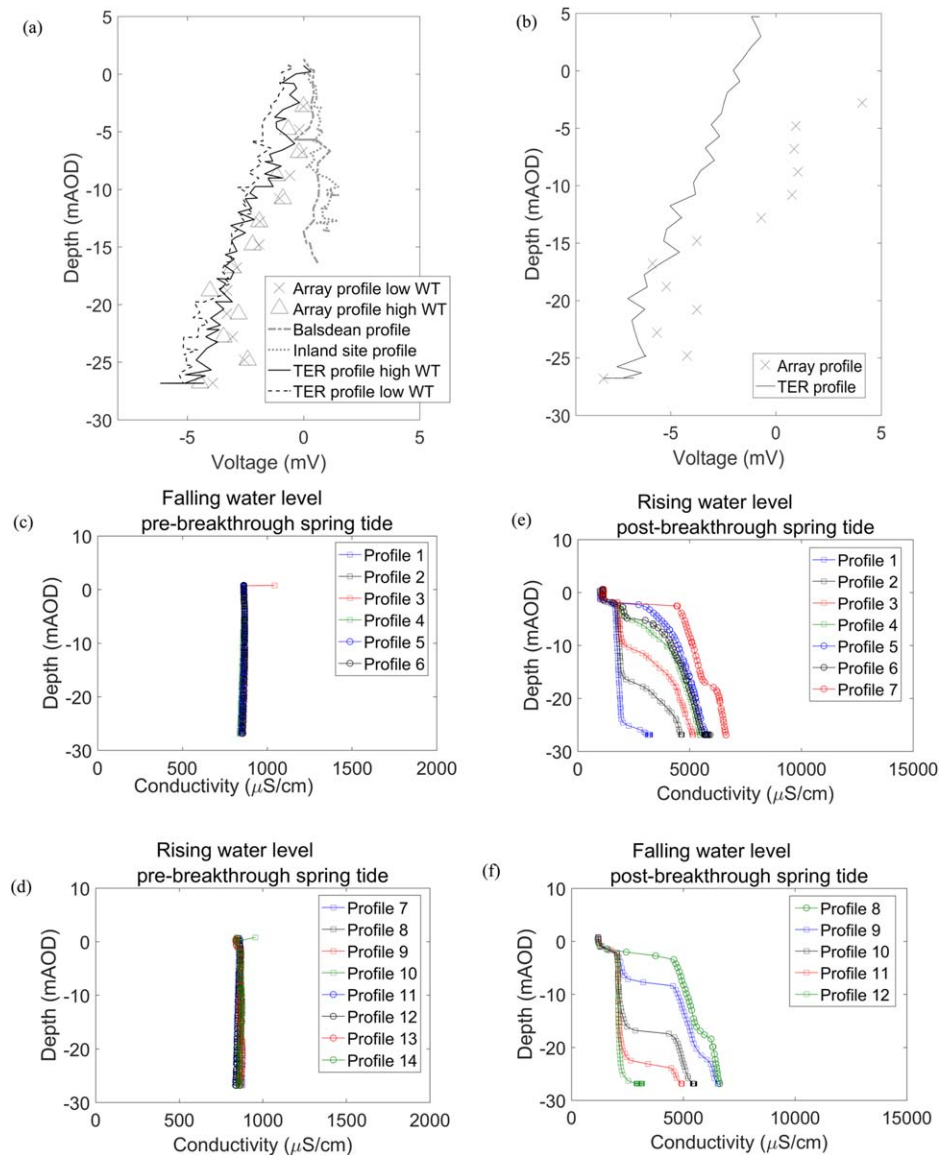 (a)
5
0
-5
-10
-15
-20
-25
-30
Depth (mAOD)
-5 0 5
Voltage (mV)
Array profile low WT
Array profile high WT
Balsdean profile
Inland site profile
TER profile high WT
TER profile low WT
(b)
5
0
-5
-10
-15
-20
-25
-30
Depth (mAOD)
-5 0 5
Voltage (mV)
Array profile
TER profile
(c)
Falling water level
pre-breakthrough spring tide
10
0
-10
-20
-30
Depth (mAOD)
0 500 1000 1500 2000
Conductivity (μS/cm)
Profile 1
Profile 2
Profile 3
Profile 4
Profile 5
Profile 6
(e)
Rising water level
post-breakthrough spring tide
10
0
-10
-20
-30
Depth (mAOD)
0 5000 10000 15000
Conductivity (μS/cm)
Profile 1
Profile 2
Profile 3
Profile 4
Profile 5
Profile 6
Profile 7
(d)
Rising water level
pre-breakthrough spring tide
10
0
-10
-20
-30
Depth (mAOD)
0 500 1000 1500 2000
Conductivity (μS/cm)
Profile 7
Profile 8
Profile 9
Profile 10
Profile 11
Profile 12
Profile 13
Profile 14
(f)
Falling water level
post-breakthrough spring tide
10
0
-10
-20
-30
Depth (mAOD)
0 5000 10000 15000
Conductivity (μS/cm)
Profile 8
Profile 9
Profile 10
Profile 11
Profile 12